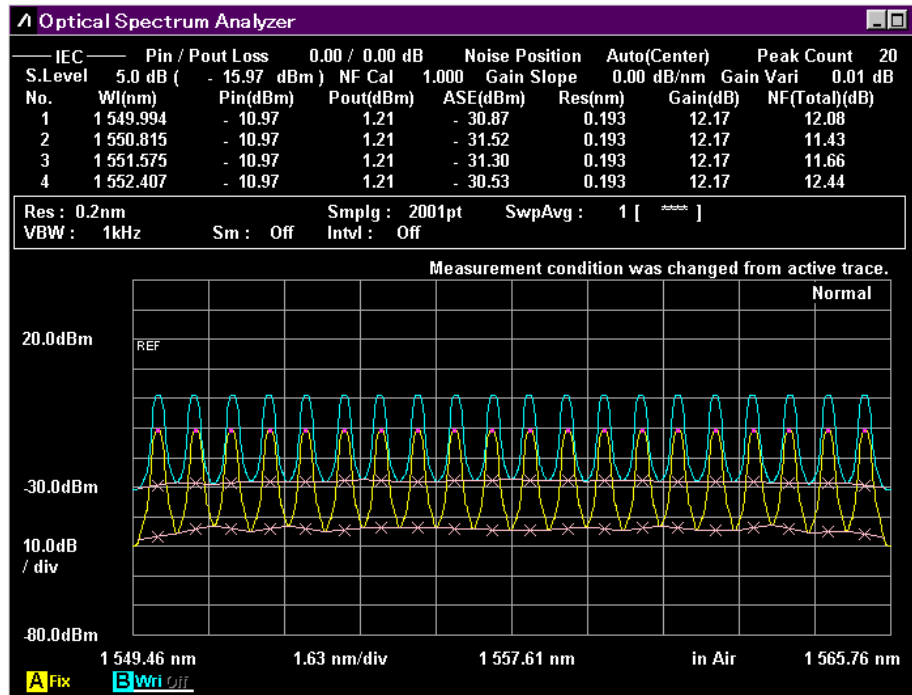 Optical Spectrum Analyzer
IEC Pin / Pout Loss 0.00 / 0.00 dB Noise Position Auto(Center) Peak Count 20
S.Level 5.0 dB ( - 15.97 dBm ) NF Cal 1.000 Gain Slope 0.00 dB/nm Gain Vari 0.01 dB
No. Wl(nm) Pin(dBm) Pout(dBm) ASE(dBm) Res(nm) Gain(dB) NF(Total)(dB)
1 1 549.994 - 10.97 1.21 - 30.87 0.193 12.17 12.08
2 1 550.815 - 10.97 1.21 - 31.52 0.193 12.17 11.43
3 1 551.575 - 10.97 1.21 - 31.30 0.193 12.17 11.66
4 1 552.407 - 10.97 1.21 - 30.53 0.193 12.17 12.44
Res : 0.2nm Smplg : 2001pt SwpAvg : 1 [ **** ]
VBW : 1kHz Sm : Off Intvl : Off
Measurement condition was changed from active trace.
Normal
20.0dBm
REF
-30.0dBm
10.0dB
/ div
-80.0dBm
1 549.46 nm 1.63 nm/div 1 557.61 nm in Air 1 565.76 nm
A Fix B Wri Off